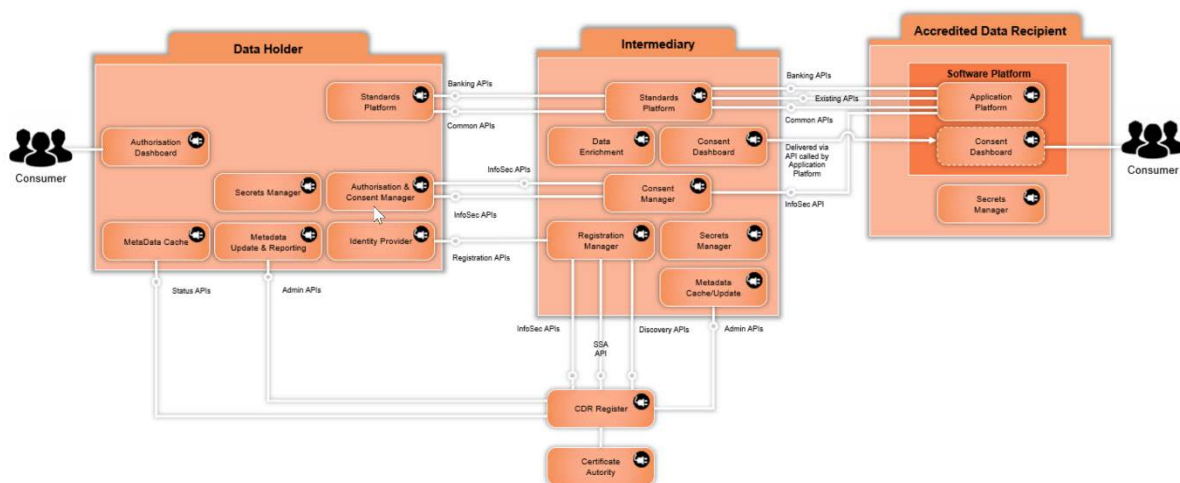 Data Holder
Intermediary
Accredited Data Recipient
Software Platform
Standards
Platform
Banking APIs
Common APIs
Standards
Platform
Banking APIs
Existing APIs
Common APIs
Application
Platform
Consumer
Authorisation
Dashboard
Data
Enrichment
Consent
Dashboard
Delivered via
API called by
Application
Platform
Consent
Dashboard
Consumer
Secrets Manager
Authorisation &
Consent Manager
InfoSec APIs
InfoSec APIs
Consent
Manager
InfoSec API
Secrets
Manager
MetaData Cache
Metadata
Update & Reporting
Identity Provider
Registration APIs
Registration
Manager
Secrets
Manager
Metadata
Cache/Update
Status APIs
Admin APIs
InfoSec APIs
SSA
API
Discovery APIs
Admin APIs
CDR Register
Certificate
Autority